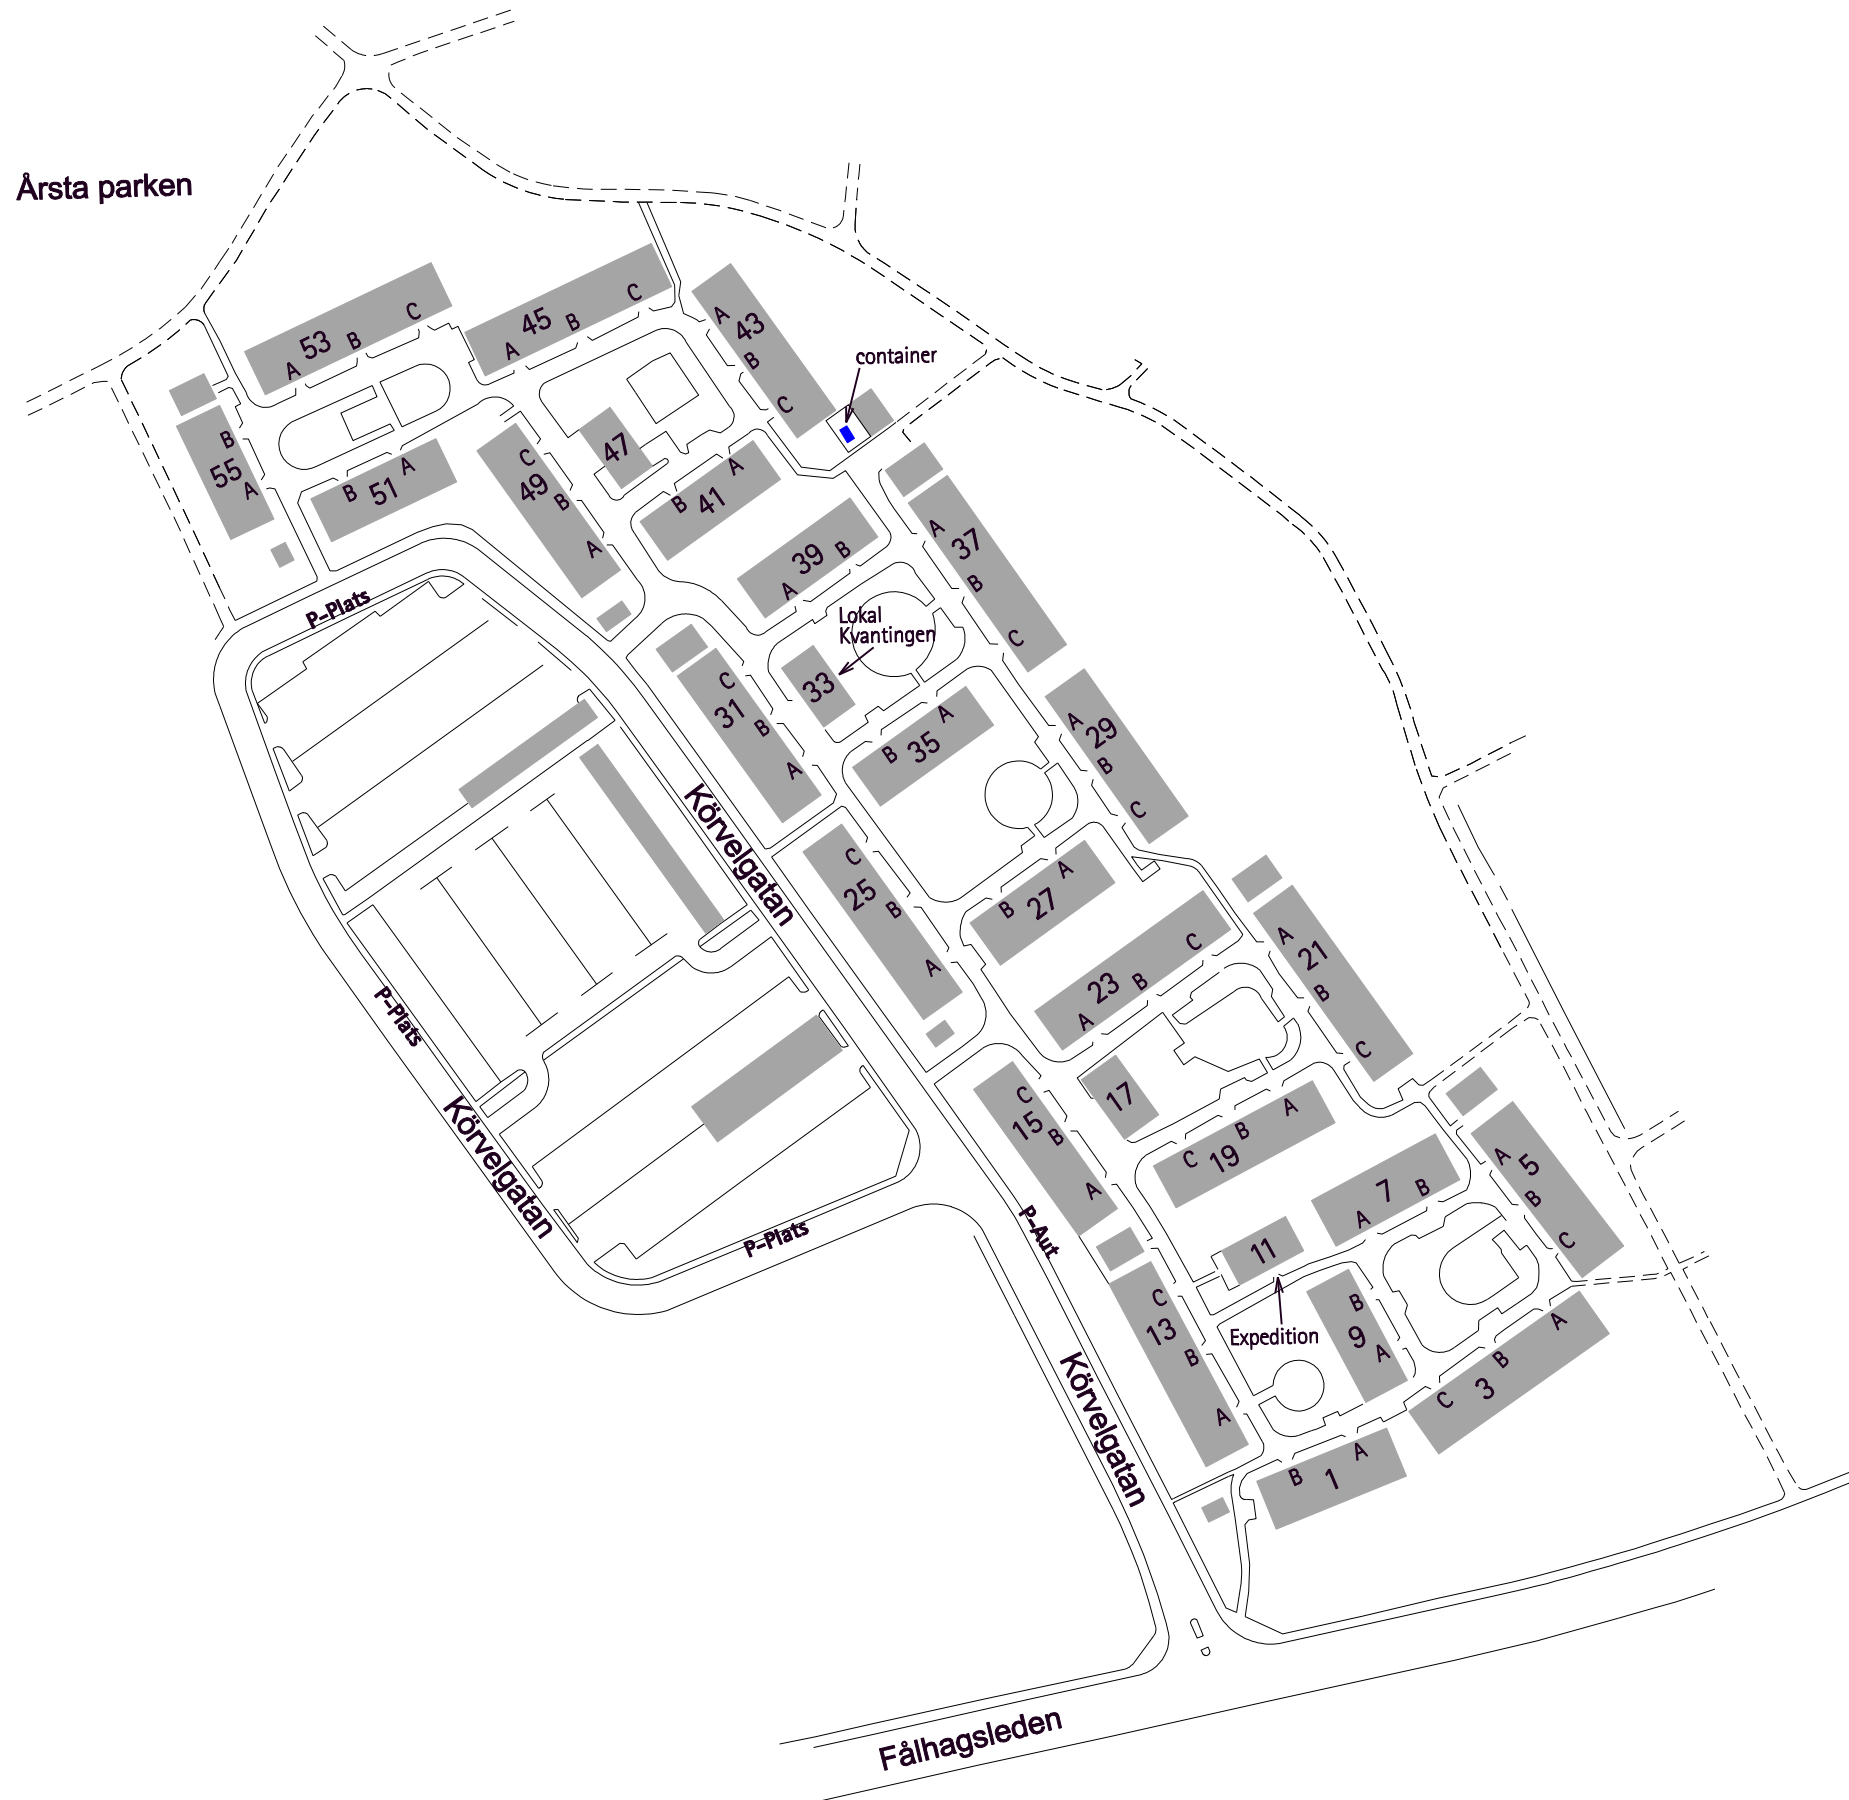 Årsta parken
53
A
B
C
45
A
B
C
43
A
B
C
container
55
B
A
51
B
A
49
C
B
A
47
41
B
A
39
A
B
37
A
B
C
P-Plats
Lokal
Kvantingen
33
31
C
B
A
35
B
A
29
A
B
C
Körvelgatan
25
C
B
A
27
B
A
23
A
B
C
21
A
B
C
P-Plats
17
15
C
B
A
19
C
B
A
Körvelgatan
P-Plats
P-Aut
7
A
B
5
A
B
C
11
Expedition
13
C
B
A
9
B
A
3
C
B
A
Körvelgatan
1
B
A
Fålhagsleden